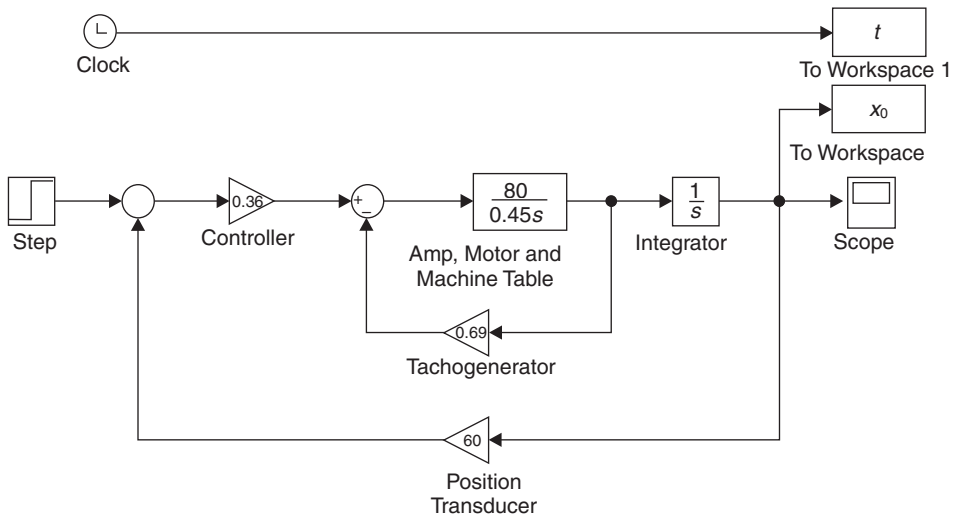 t
Clock
To Workspace 1
x₀
To Workspace
+
−
0.36
80
0.45s
1
s
Step
Controller
Amp, Motor and
Machine Table
Integrator
Scope
0.69
Tachogenerator
60
Position
Transducer